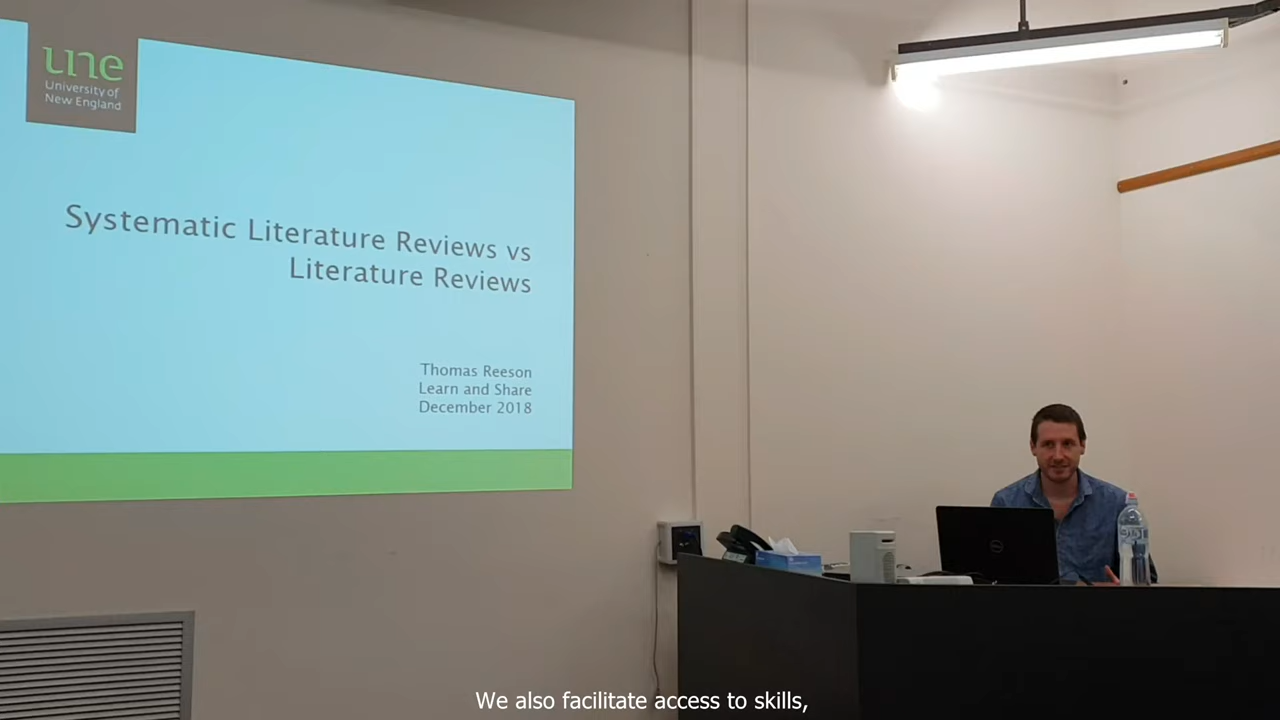 une
University of
New England
Systematic Literature Reviews vs
Literature Reviews
Thomas Reeson
Learn and Share
December 2018
We also facilitate access to skills,